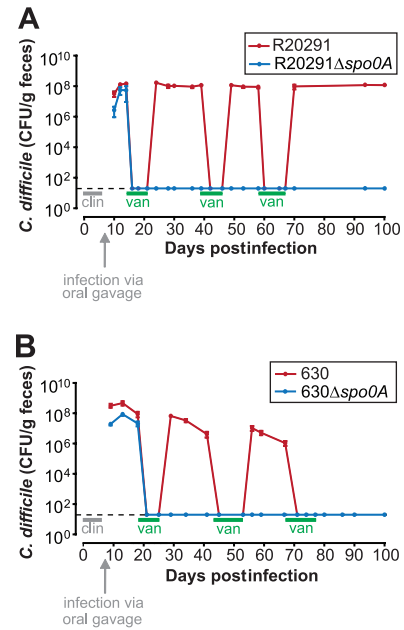 A
R20291
R20291Δspo0A
C. difficile (CFU/g feces)
10^10
10^8
10^6
10^4
10^2
10^0
clin
van
van
van
0 10 20 30 40 50 60 70 80 90 100
Days postinfection
infection via
oral gavage
B
630
630Δspo0A
C. difficile (CFU/g feces)
10^10
10^8
10^6
10^4
10^2
10^0
clin
van
van
van
0 10 20 30 40 50 60 70 80 90 100
Days postinfection
infection via
oral gavage